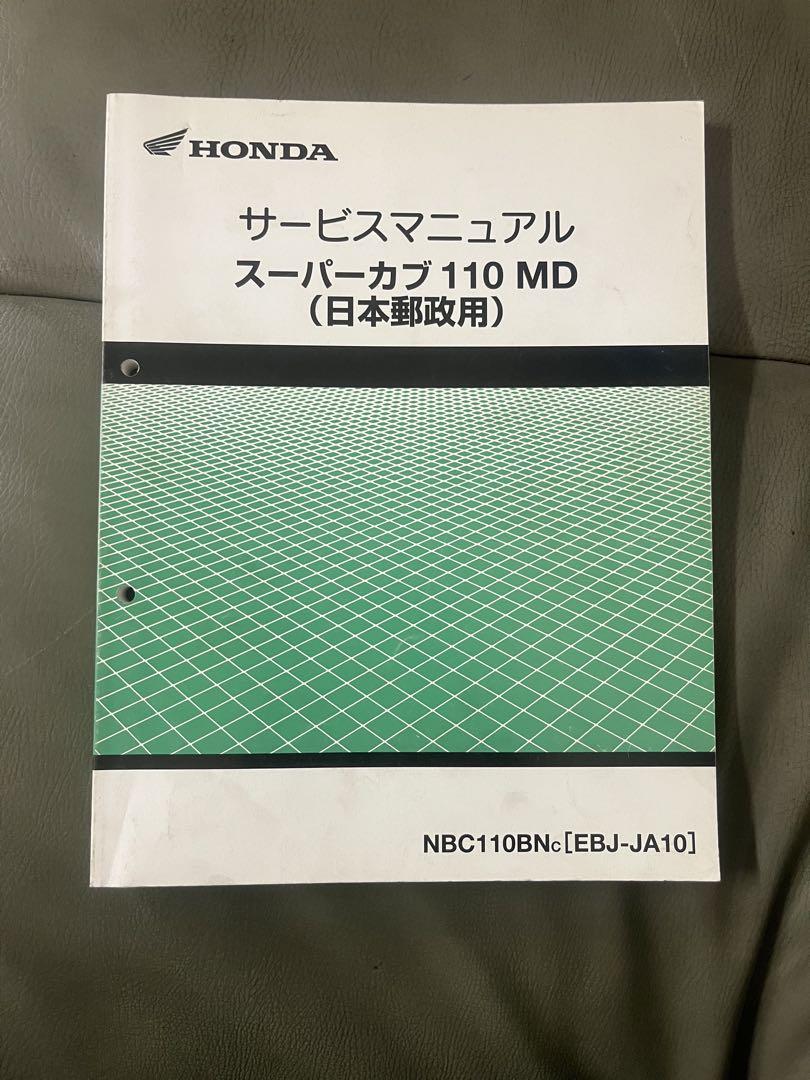 HONDA
サービスマニュアル
スーパーカブ 110 MD
（日本郵政用）
NBC110BNC [EBJ-JA10]